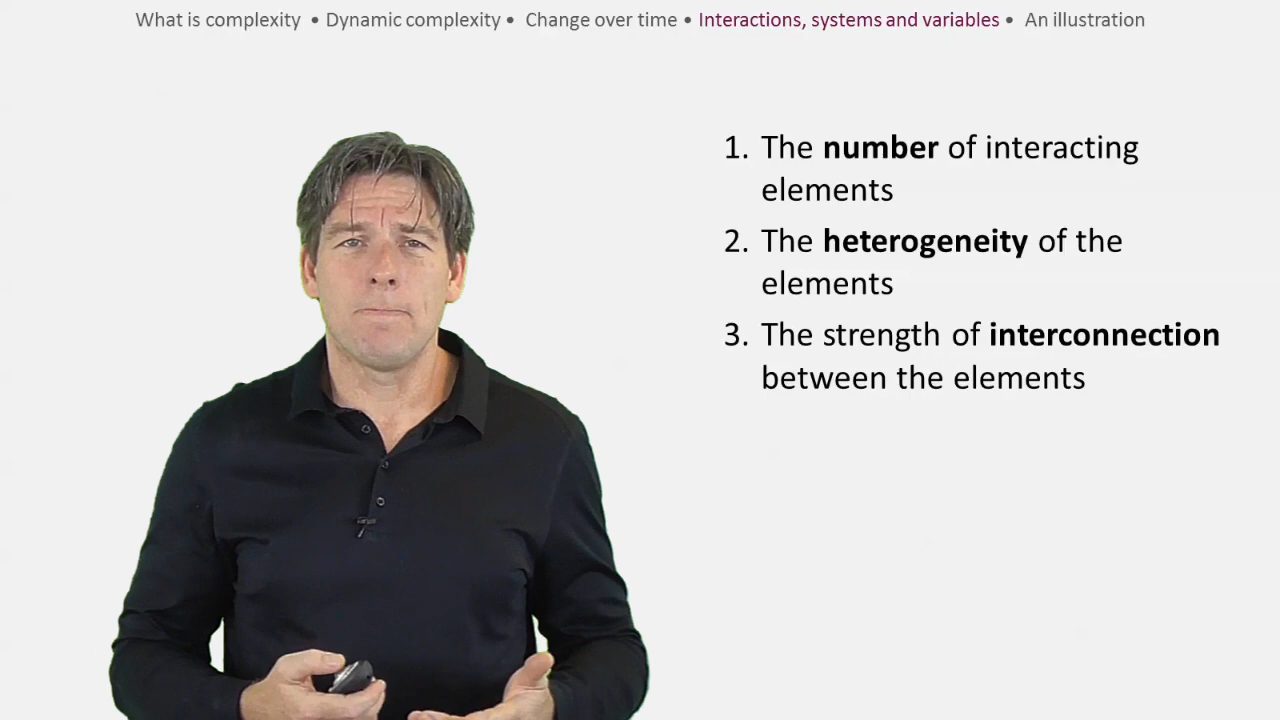 What is complexity • Dynamic complexity • Change over time • Interactions, systems and variables • An illustration
1. The number of interacting
elements
2. The heterogeneity of the
elements
3. The strength of interconnection
between the elements